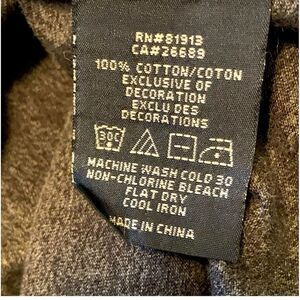 RN#81913
CA#26689
100% COTTON/COTON
EXCLUSIVE OF
DECORATION
EXCLU DES
DECORATIONS
30C
MACHINE WASH COLD 30
NON-CHLORINE BLEACH
FLAT DRY
COOL IRON
MADE IN CHINA